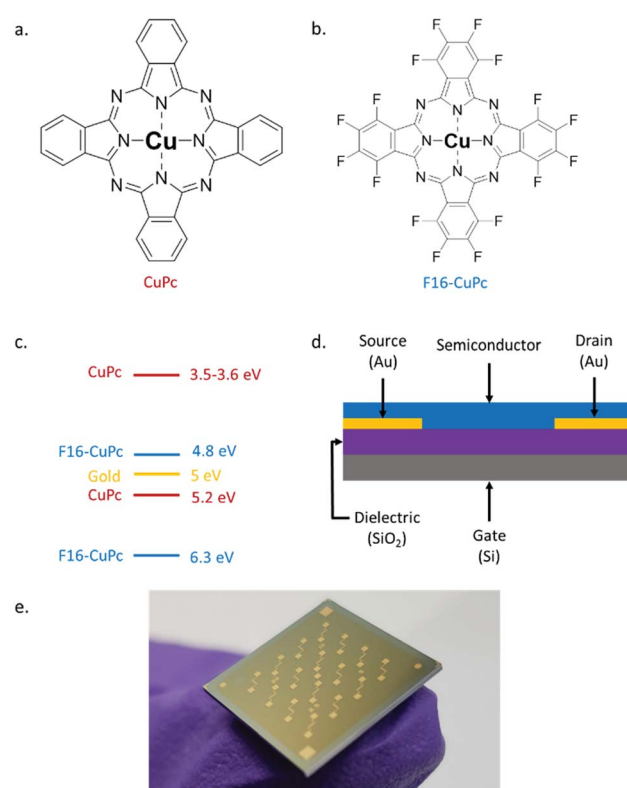 a.
N
N
N
N
Cu
N
N
N
N
CuPc
b.
F
F
F
F
N
N
N
F
F
F
F
N
Cu
N
F
F
F
F
N
N
N
F
F
F
F
F16-CuPc
c.
CuPc
3.5-3.6 eV
F16-CuPc
4.8 eV
Gold
5 eV
CuPc
5.2 eV
F16-CuPc
6.3 eV
d.
Source
(Au)
Semiconductor
Drain
(Au)
Dielectric
(SiO₂)
Gate
(Si)
e.